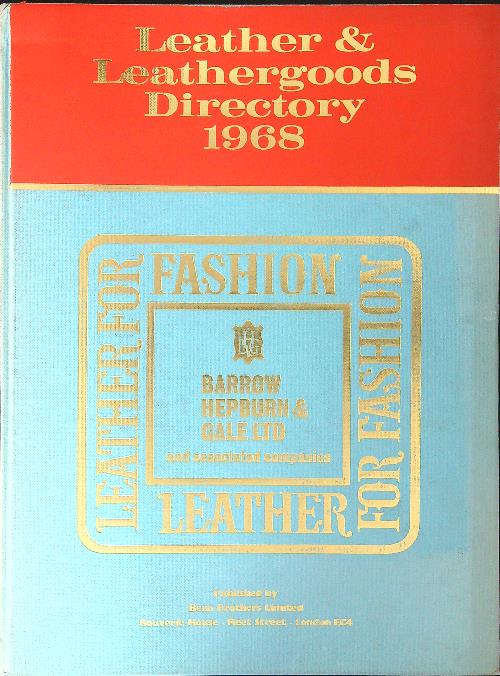 Leather &
Leathergoods
Directory
1968
LEATHER FOR
FASHION
FOR FASHION
LEATHER
BARROW
HEPBURN &
GALE LTD
and associated companies
Published by
Benn Brothers Limited
Bouverie House · Fleet Street · London EC4